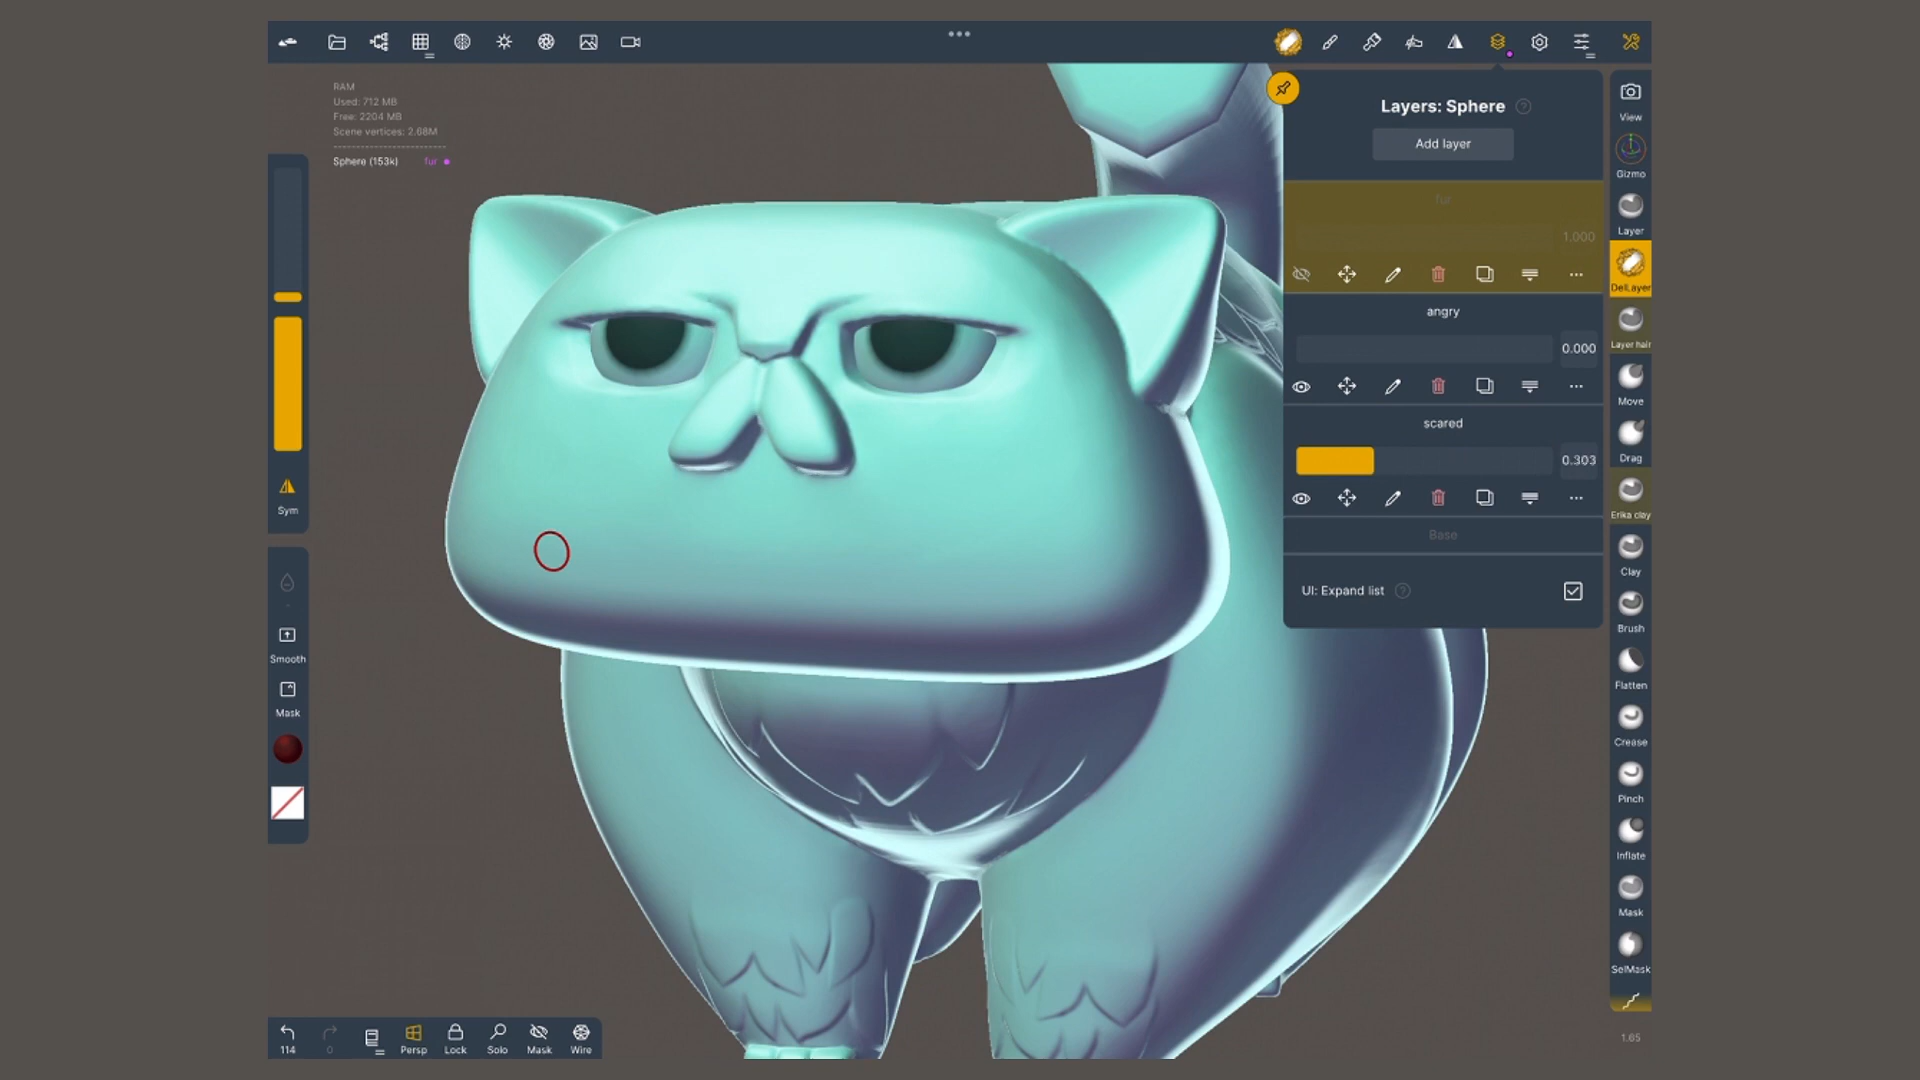 RAM
Used: 712 MB
Free: 2204 MB
Scene vertices: 2.68M
Sphere (153k) fur
Sym
Smooth
Mask
114
0
Persp
Lock
Solo
Mask
Wire
Layers: Sphere
Add layer
fur
1.000
angry
0.000
scared
0.303
Base
UI: Expand list
View
Gizmo
Layer
DelLayer
Layer hair
Move
Drag
Erika clay
Clay
Brush
Flatten
Crease
Pinch
Inflate
Mask
SelMask
1.65